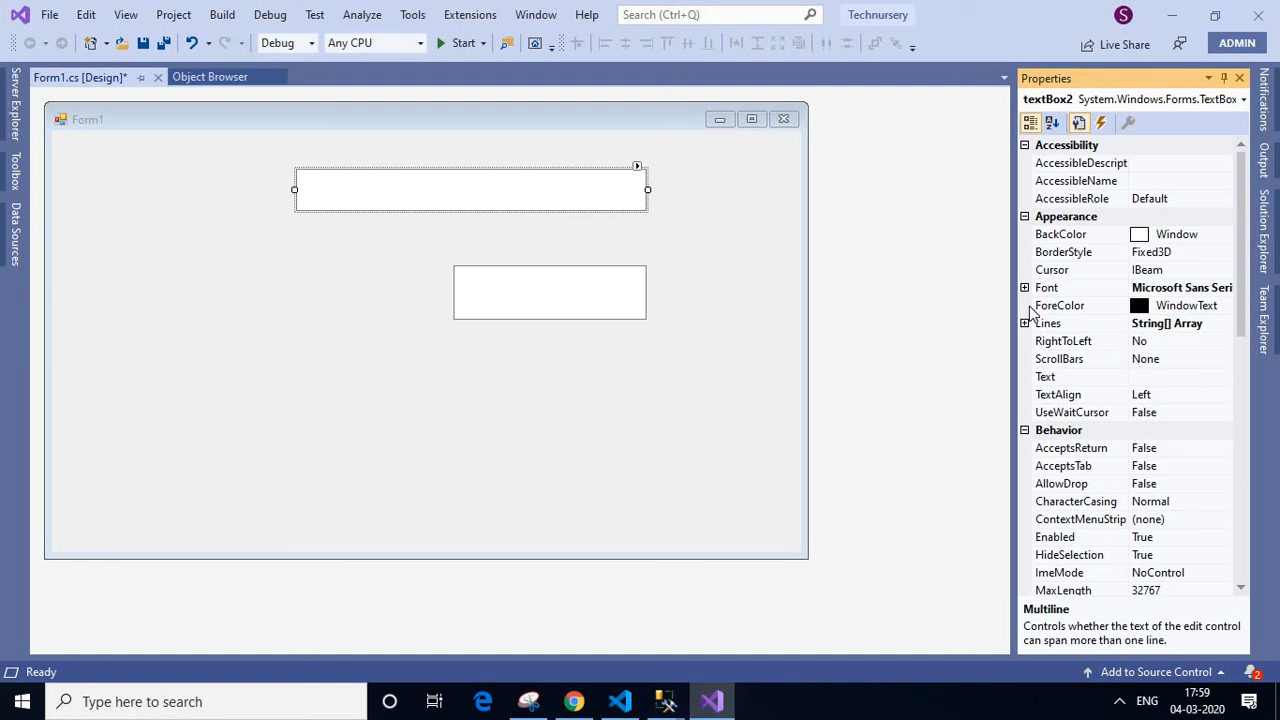 File Edit View Project Build Debug Test Analyze Tools Extensions Window Help Search (Ctrl+Q) Technursery S
Debug Any CPU Start Live Share ADMIN
Form1.cs [Design]* Object Browser
Server Explorer
Toolbox
Data Sources
Form1
Properties
textBox2 System.Windows.Forms.TextBox
Accessibility
AccessibleDescript
AccessibleName
AccessibleRole Default
Appearance
BackColor Window
BorderStyle Fixed3D
Cursor IBeam
Font Microsoft Sans Seri
ForeColor WindowText
Lines String[] Array
RightToLeft No
ScrollBars None
Text
TextAlign Left
UseWaitCursor False
Behavior
AcceptsReturn False
AcceptsTab False
AllowDrop False
CharacterCasing Normal
ContextMenuStrip (none)
Enabled True
HideSelection True
ImeMode NoControl
MaxLength 32767
Multiline
Controls whether the text of the edit control
can span more than one line.
Notifications
Output
Solution Explorer
Team Explorer
Ready Add to Source Control 2
Type here to search ENG 17:59
04-03-2020